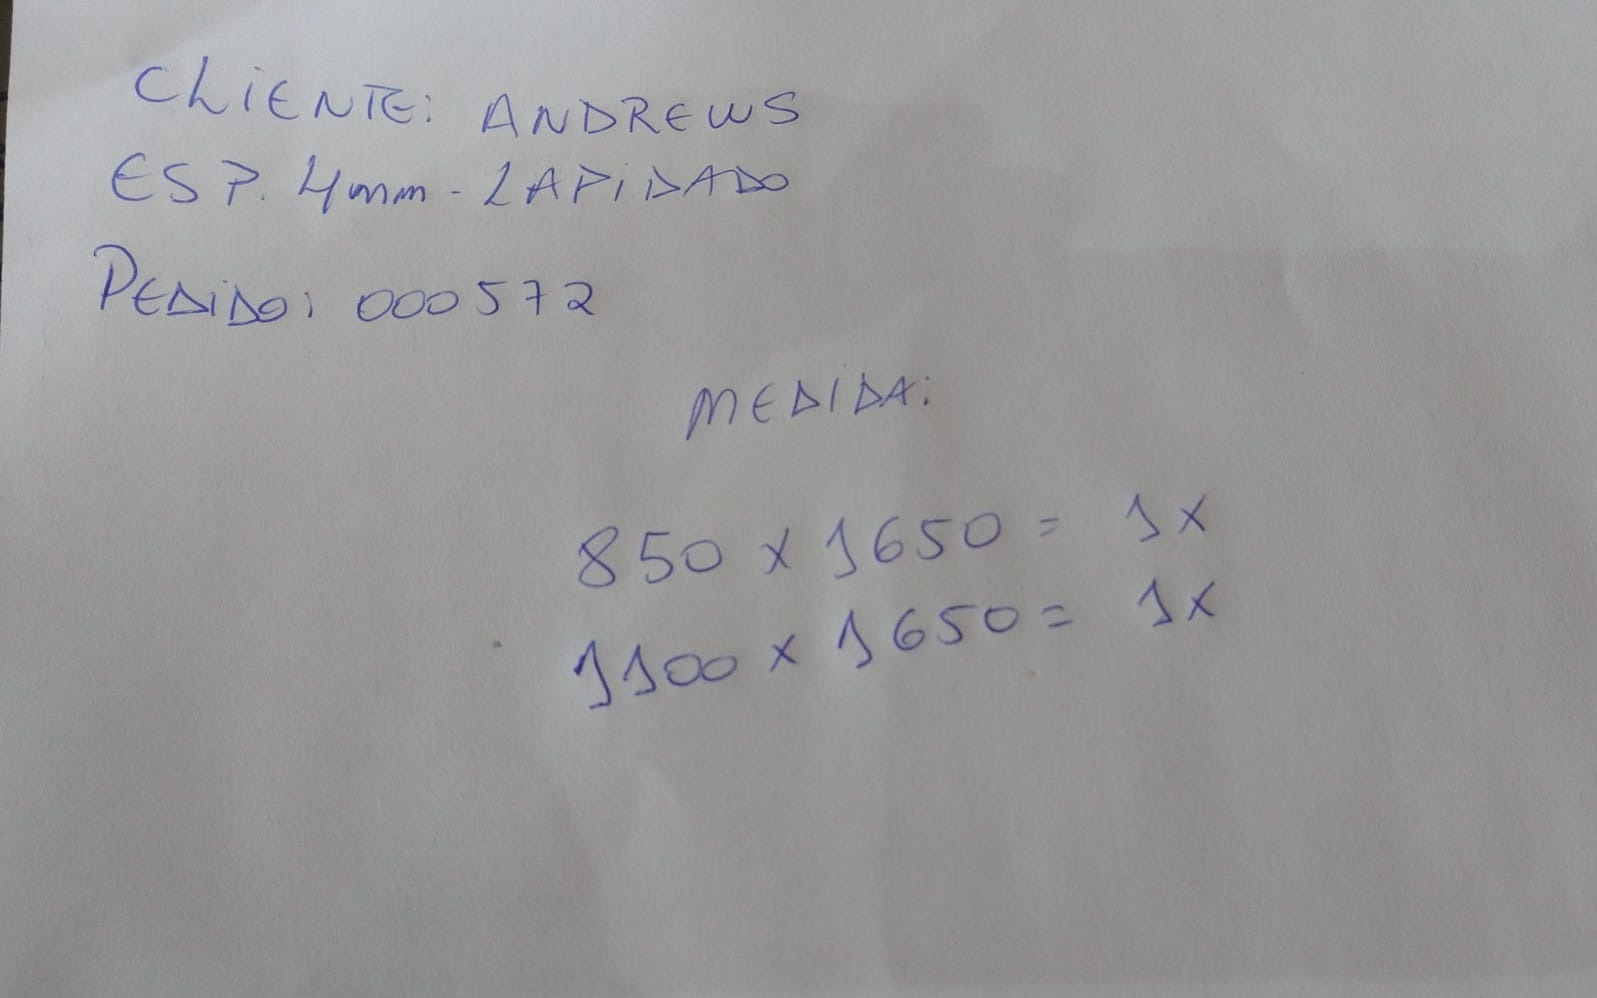 CLIENTE: ANDREWS
ESP. 4mm - LAPIDADO
PEDIDO: 000572
MEDIDA:
850 x 1650 = 1x
1100 x 1650 = 1x